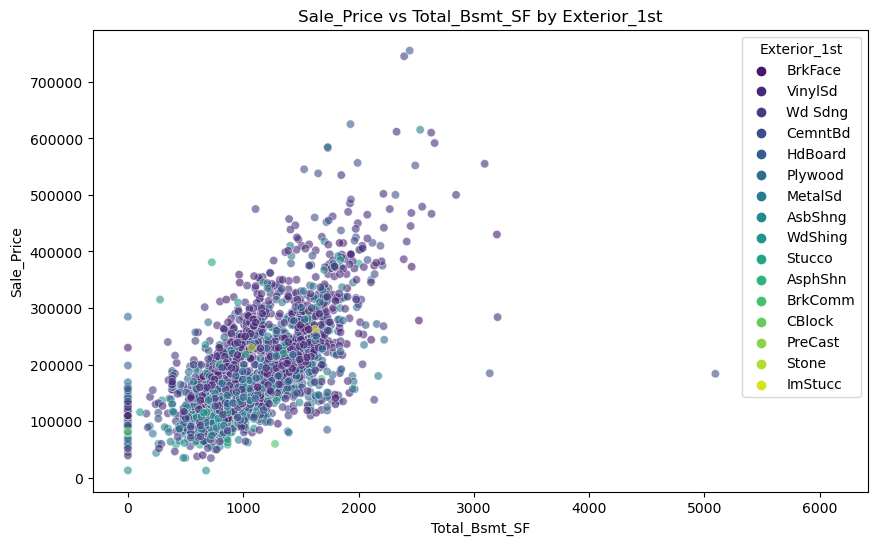 Sale_Price vs Total_Bsmt_SF by Exterior_1st
Sale_Price
700000
600000
500000
400000
300000
200000
100000
0
Exterior_1st
BrkFace
VinylSd
Wd Sdng
CemntBd
HdBoard
Plywood
MetalSd
AsbShng
WdShing
Stucco
AsphShn
BrkComm
CBlock
PreCast
Stone
ImStucc
0 1000 2000 3000 4000 5000 6000
Total_Bsmt_SF